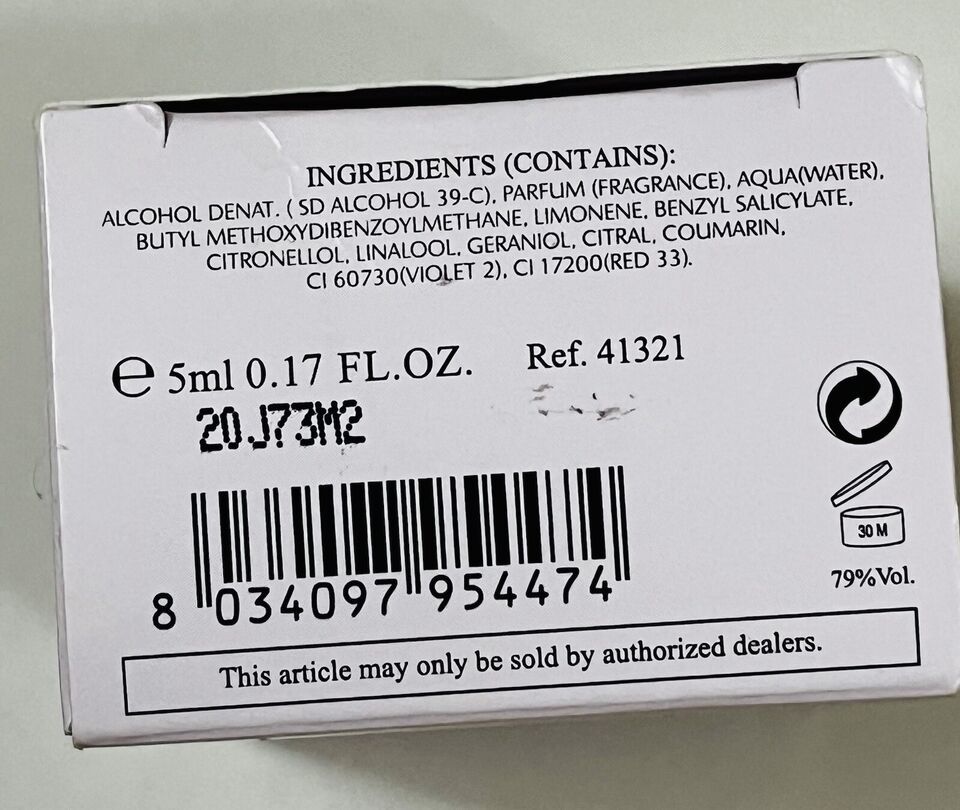 INGREDIENTS (CONTAINS):
ALCOHOL DENAT. ( SD ALCOHOL 39-C), PARFUM (FRAGRANCE), AQUA(WATER),
BUTYL METHOXYDIBENZOYLMETHANE, LIMONENE, BENZYL SALICYLATE,
CITRONELLOL, LINALOOL, GERANIOL, CITRAL, COUMARIN,
CI 60730(VIOLET 2), CI 17200(RED 33).
℮ 5ml 0.17 FL.OZ. Ref. 41321
20J73M2
30 M
79%Vol.
8 034097 954474
This article may only be sold by authorized dealers.